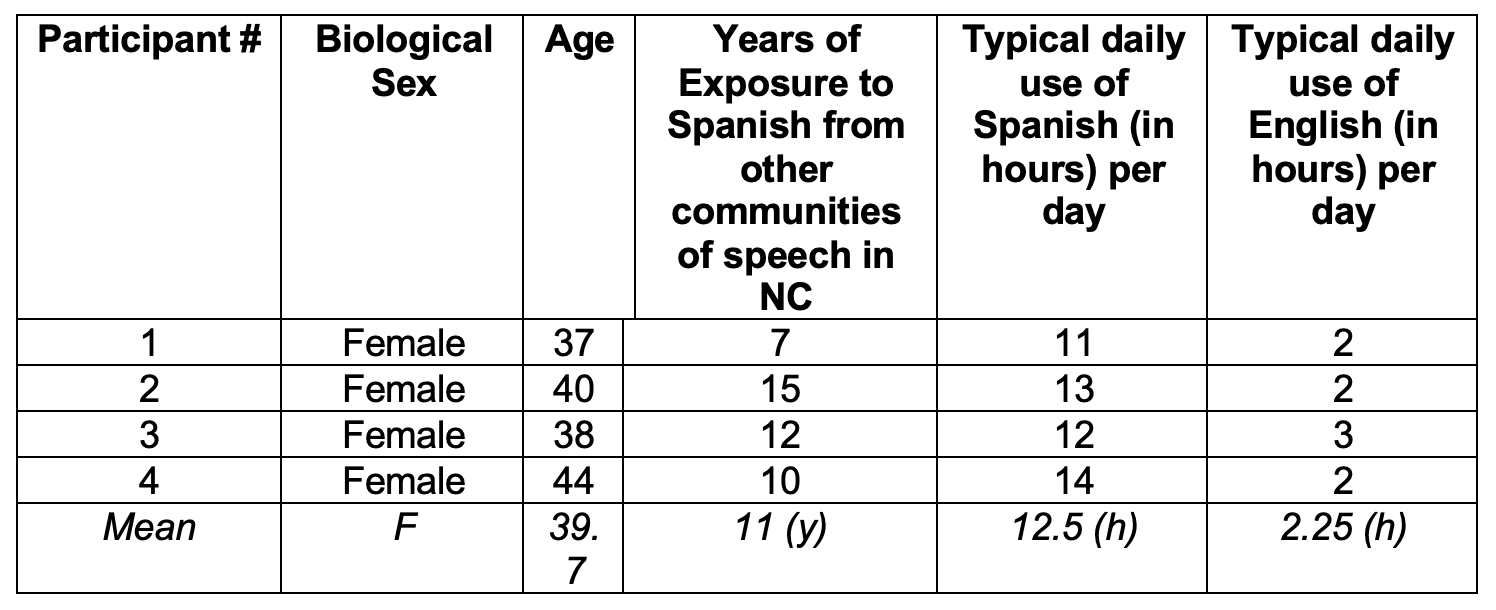 Participant # Biological Sex Age Years of Exposure to Spanish from other communities of speech in NC Typical daily use of Spanish (in hours) per day Typical daily use of English (in hours) per day
1 Female 37 7 11 2
2 Female 40 15 13 2
3 Female 38 12 12 3
4 Female 44 10 14 2
Mean F 39.7 11 (y) 12.5 (h) 2.25 (h)